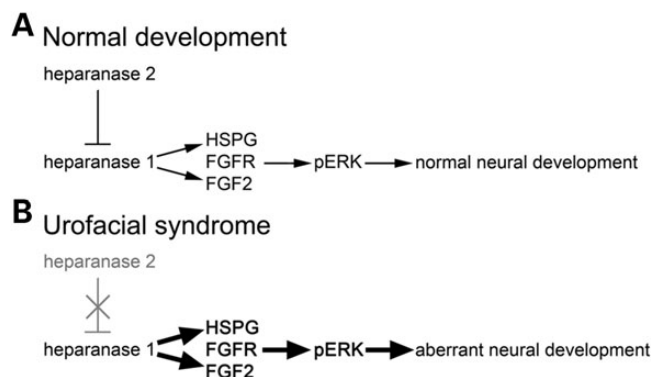 A Normal development
heparanase 2
HSPG
heparanase 1 FGFR pERK normal neural development
FGF2
B Urofacial syndrome
heparanase 2
HSPG
heparanase 1 FGFR pERK aberrant neural development
FGF2